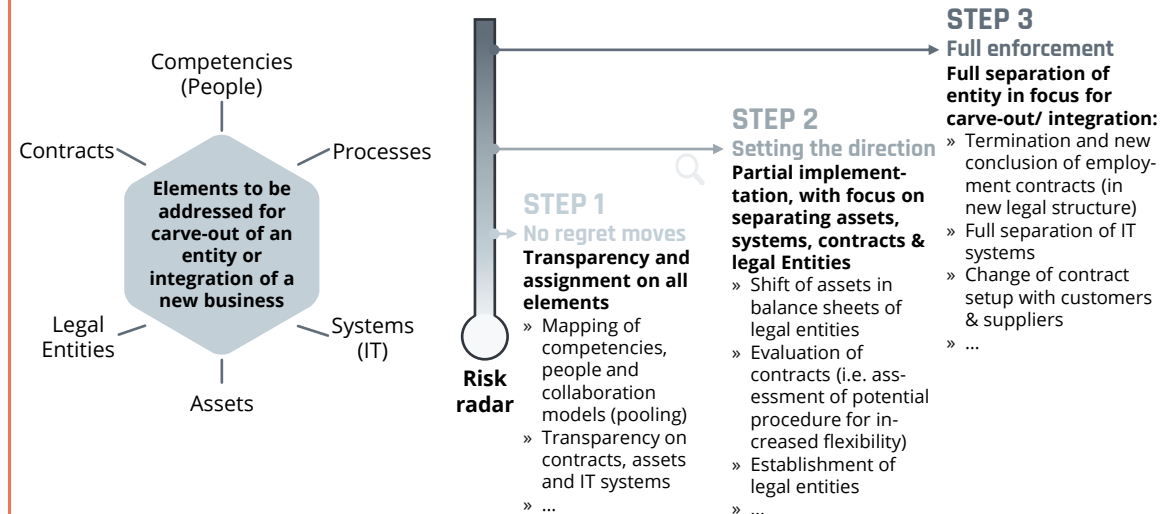 Competencies
(People)
Contracts
Processes
Elements to be
addressed for
carve-out of an
entity or
integration of a
new business
Legal
Entities
Systems
(IT)
Assets
Risk
radar
STEP 1
No regret moves
Transparency and
assignment on all
elements
» Mapping of
competencies,
people and
collaboration
models (pooling)
» Transparency on
contracts, assets
and IT systems
» ...
STEP 2
Setting the direction
Partial implement-
tation, with focus on
separating assets,
systems, contracts &
legal Entities
» Shift of assets in
balance sheets of
legal entities
» Evaluation of
contracts (i.e. ass-
essment of potential
procedure for in-
creased flexibility)
» Establishment of
legal entities
» ...
STEP 3
Full enforcement
Full separation of
entity in focus for
carve-out/ integration:
» Termination and new
conclusion of employ-
ment contracts (in
new legal structure)
» Full separation of IT
systems
» Change of contract
setup with customers
& suppliers
» ...